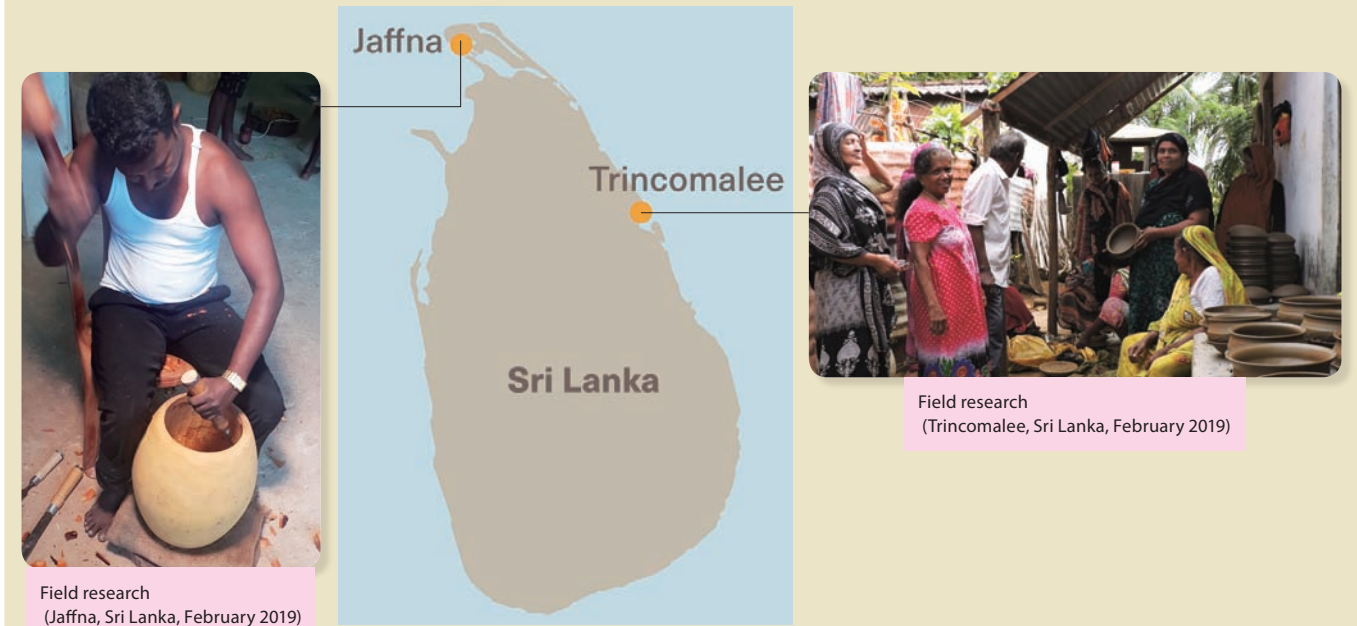 Jaffna
Trincomalee
Sri Lanka
Field research
(Trincomalee, Sri Lanka, February 2019)
Field research
(Jaffna, Sri Lanka, February 2019)